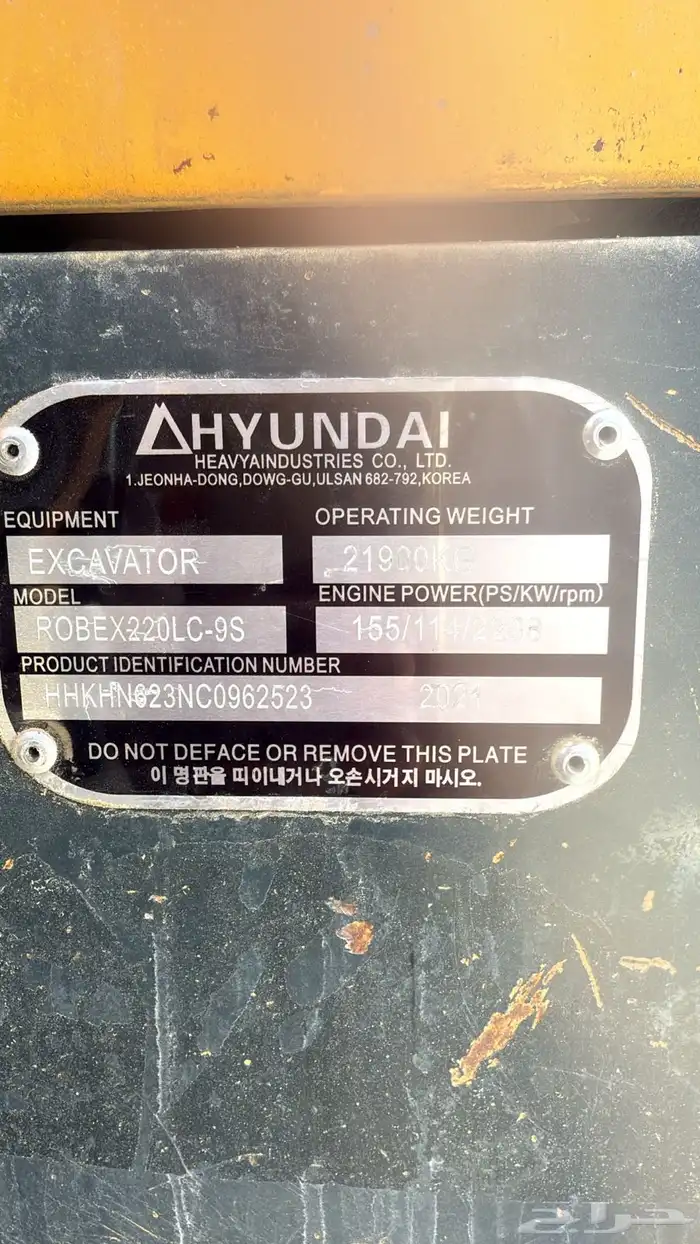 HYUNDAI
HEAVYAINDUSTRIES CO., LTD.
1.JEONHA-DONG,DOWG-GU,ULSAN 682-792,KOREA
EQUIPMENT OPERATING WEIGHT
EXCAVATOR
MODEL ENGINE POWER(PS/KW/rpm)
ROBEX220LC-9S
PRODUCT IDENTIFICATION NUMBER
HHKHN623NC0962523 2021
DO NOT DEFACE OR REMOVE THIS PLATE
이 명판을 띠이내거나 오손시거지 마시오.
حراج